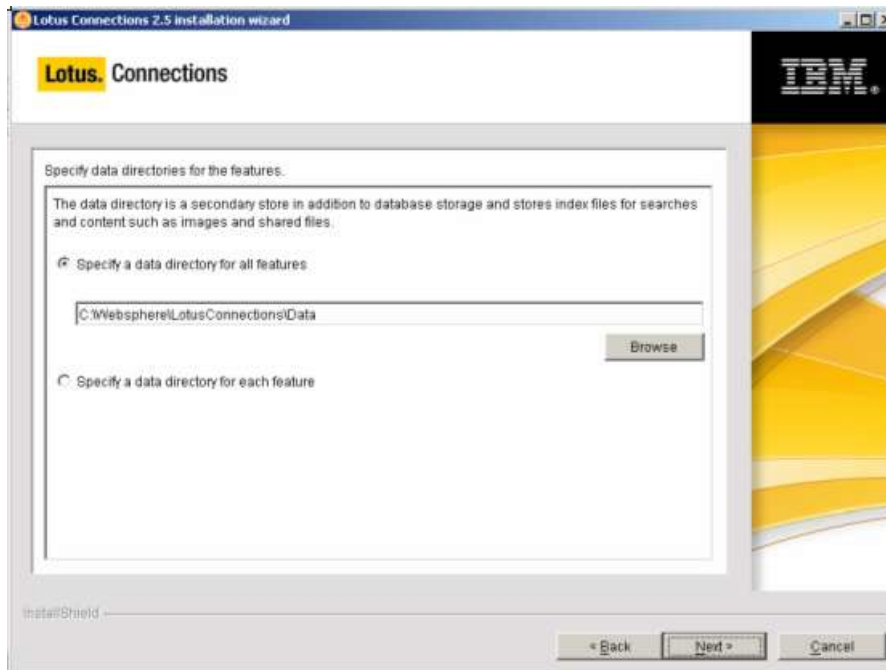 Lotus Connections 2.5 installation wizard
Lotus. Connections
IBM.
Specify data directories for the features.
The data directory is a secondary store in addition to database storage and stores index files for searches
and content such as images and shared files.
Specify a data directory for all features
C:\Websphere\LotusConnections\Data
Browse
Specify a data directory for each feature
InstallShield
< Back
Next >
Cancel